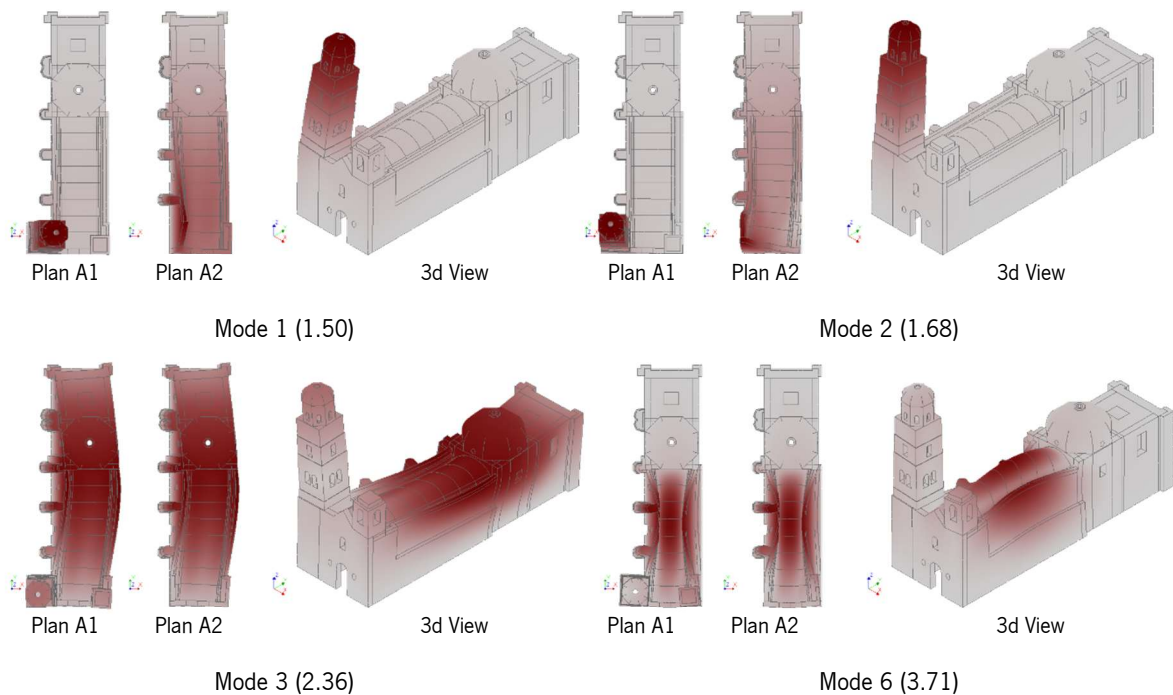 Plan A1 Plan A2 3d View Plan A1 Plan A2 3d View
Mode 1 (1.50) Mode 2 (1.68)
Plan A1 Plan A2 3d View Plan A1 Plan A2 3d View
Mode 3 (2.36) Mode 6 (3.71)